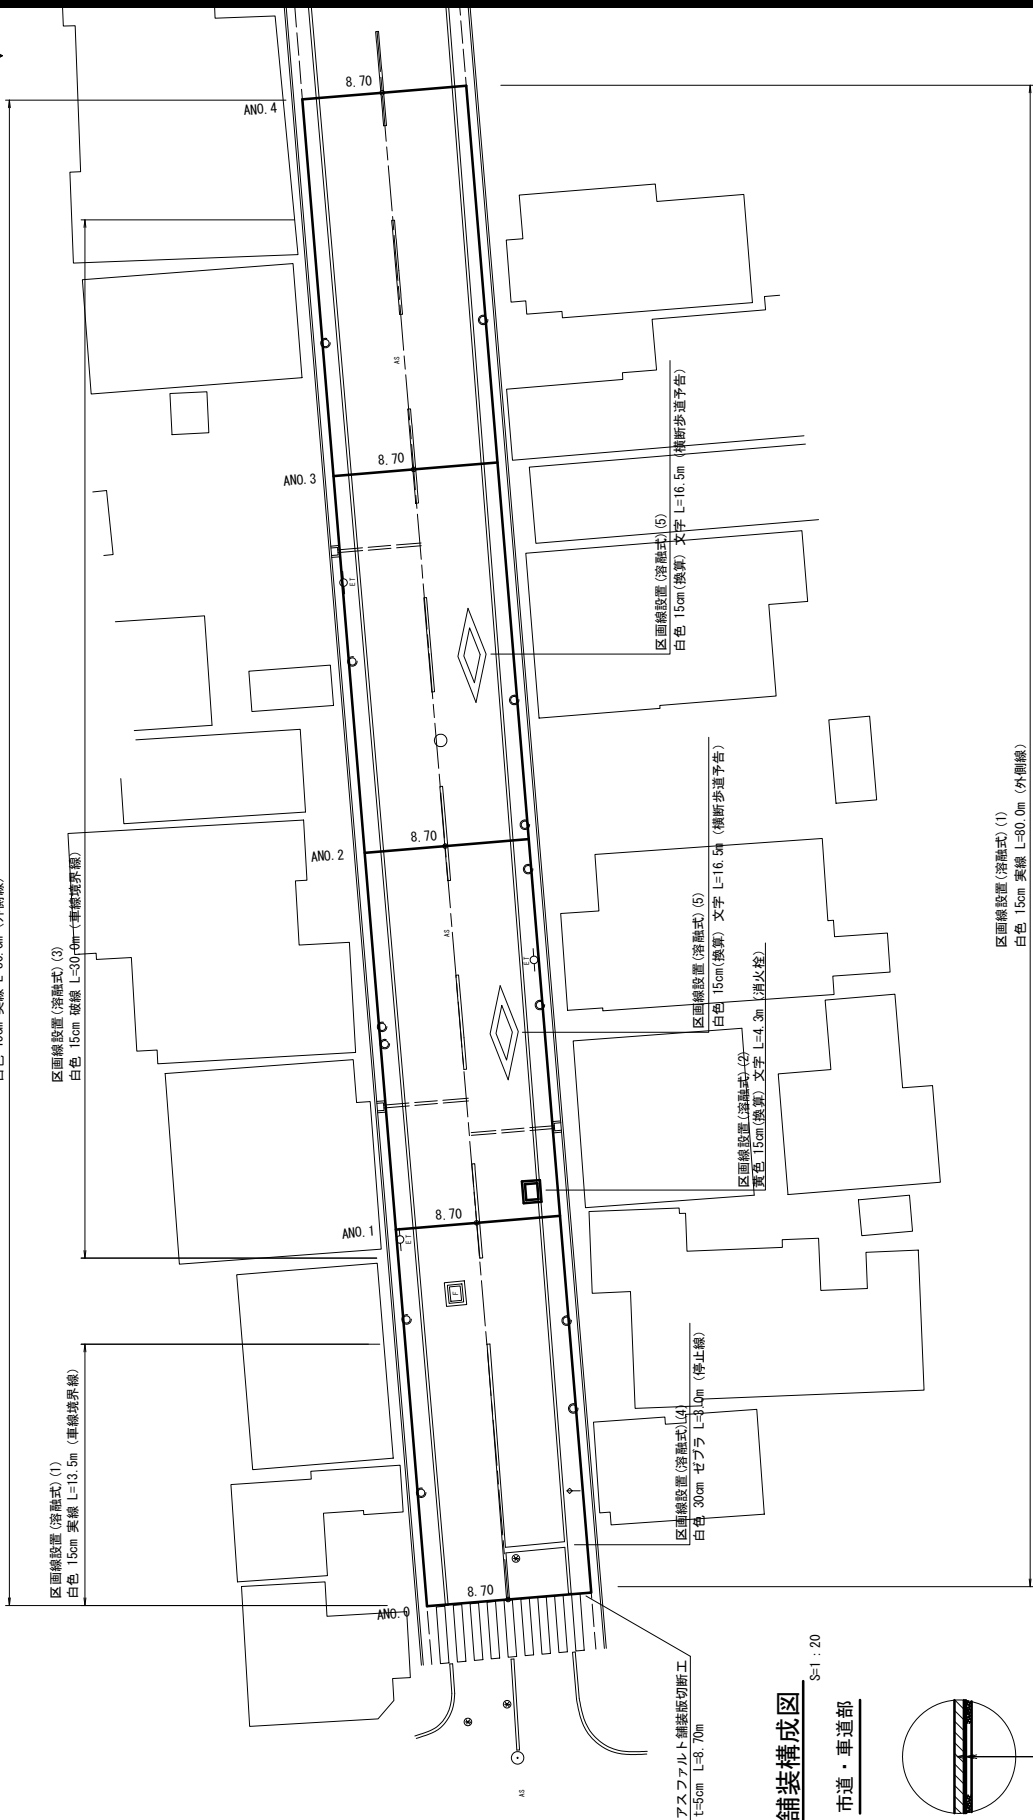 8.70
ANO.4
8.70
ANO.3
8.70
ANO.2
8.70
ANO.1
8.70
ANO.0
AS
AS
AS
ET
ET
ET
F
区画線設置(溶融式)(3)
白色 15cm 破線 L=30.0m (車線境界線)
区画線設置(溶融式)(1)
白色 15cm 実線 L=13.5m (車線境界線)
区画線設置(溶融式)(5)
白色 15cm(換算) 文字 L=16.5m (横断歩道予告)
区画線設置(溶融式)(5)
白色 15cm(換算) 文字 L=16.5m (横断歩道予告)
区画線設置(溶融式)(2)
黄色 15cm(換算) 文字 L=4.3m (消火栓)
区画線設置(溶融式)(4)
白色 30cm ゼブラ L=3.0m (停止線)
区画線設置(溶融式)(1)
白色 15cm 実線 L=80.0m (外側線)
アスファルト舗装版切断工
t=5cm L=8.70m
舗装構成図
S=1:20
市道・車道部